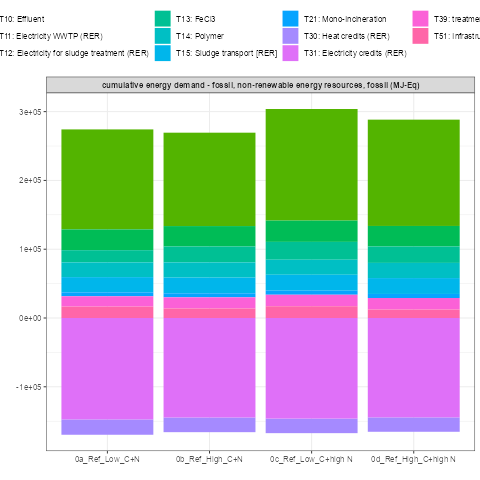 T10: Effluent T13: FeCl3 T21: Mono-incineration
T11: Electricity WWTP (RER) T14: Polymer T30: Heat credits (RER)
T12: Electricity for sludge treatment (RER) T15: Sludge transport [RER] T31: Electricity credits (RER)
T39:
T51:
cumulative energy demand - fossil, non-renewable energy resources, fossil (MJ-Eq)
3e+05
2e+05
1e+05
0e+00
-1e+05
0a_Ref_Low_C+N 0b_Ref_High_C+N 0c_Ref_Low_C+high N 0d_Ref_High_C+high N